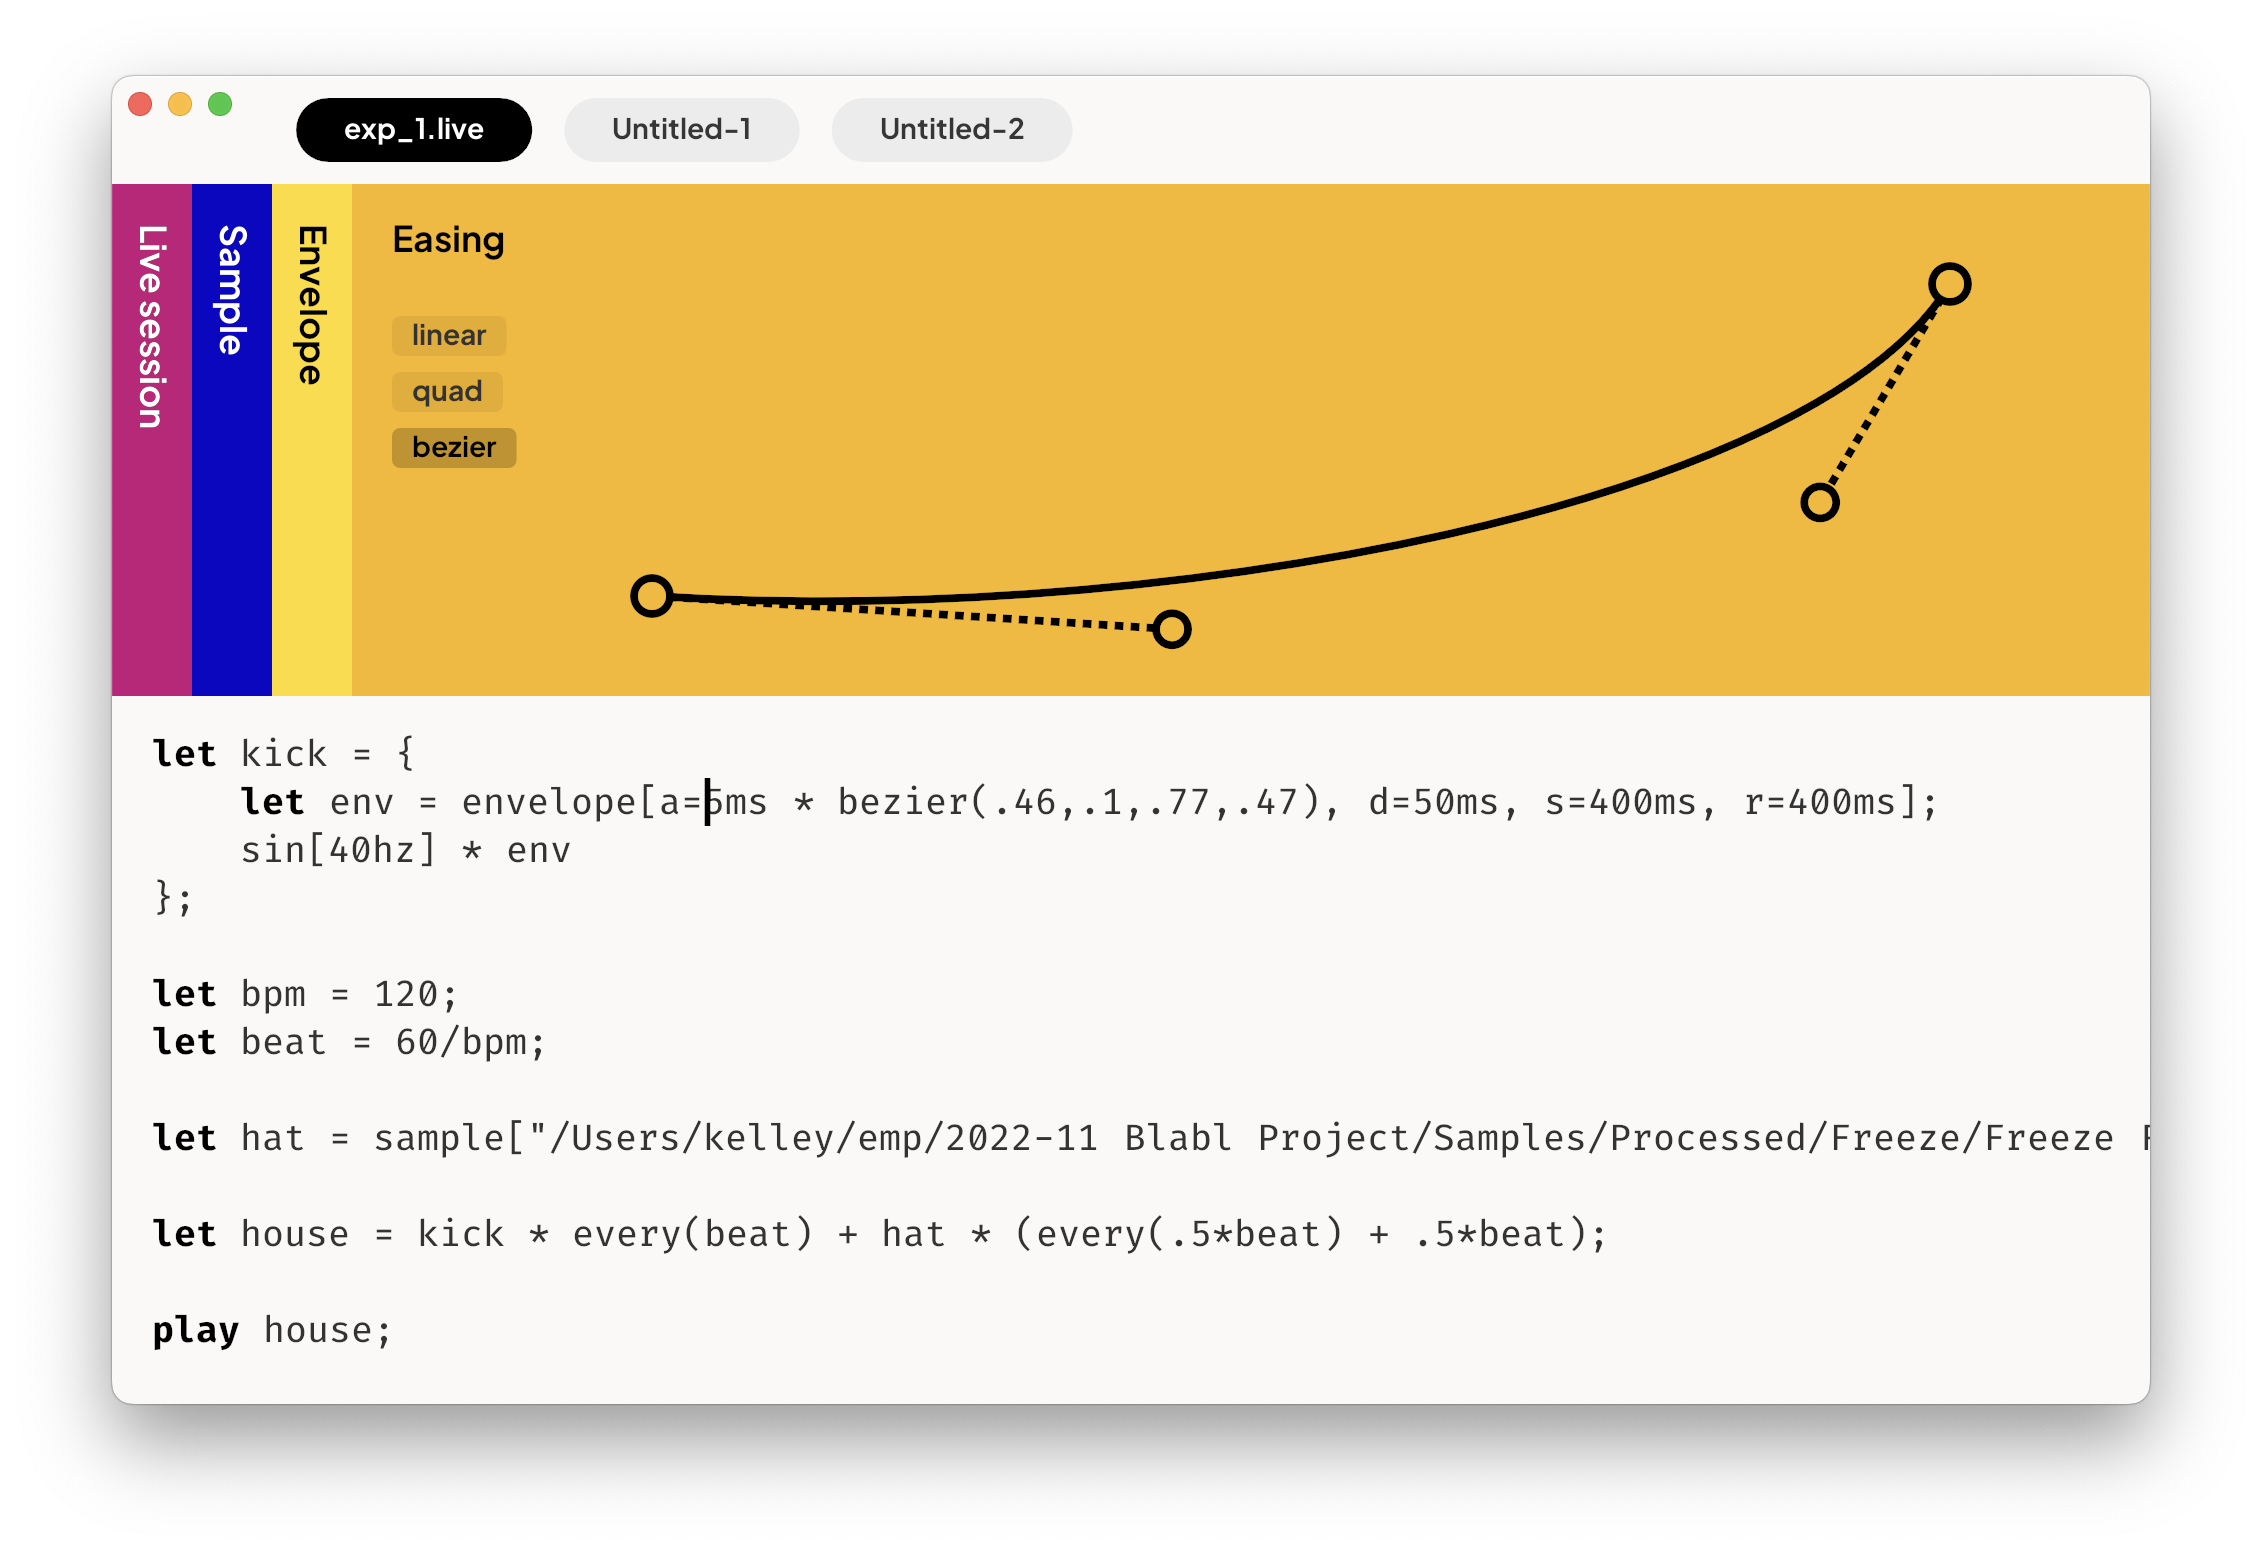 exp_1.live
Untitled-1
Untitled-2
Live session
Sample
Envelope
Easing
linear
quad
bezier
let kick = {
    let env = envelope[a=5ms * bezier(.46,.1,.77,.47), d=50ms, s=400ms, r=400ms];
    sin[40hz] * env
};
let bpm = 120;
let beat = 60/bpm;
let hat = sample["/Users/kelley/emp/2022-11 Blabl Project/Samples/Processed/Freeze/Freeze
let house = kick * every(beat) + hat * (every(.5*beat) + .5*beat);
play house;